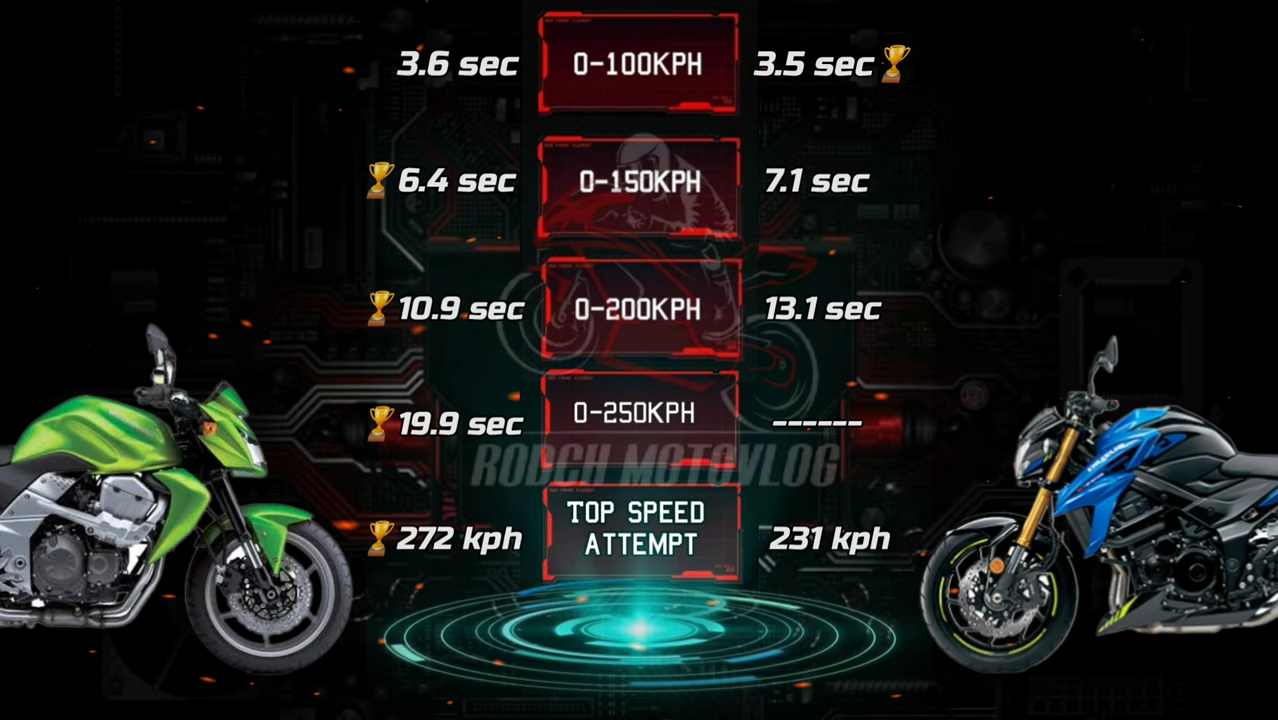 3.6 sec 0-100KPH 3.5 sec
6.4 sec 0-150KPH 7.1 sec
10.9 sec 0-200KPH 13.1 sec
19.9 sec 0-250KPH ------
RODCH MOTOVLOG
272 kph TOP SPEED ATTEMPT 231 kph